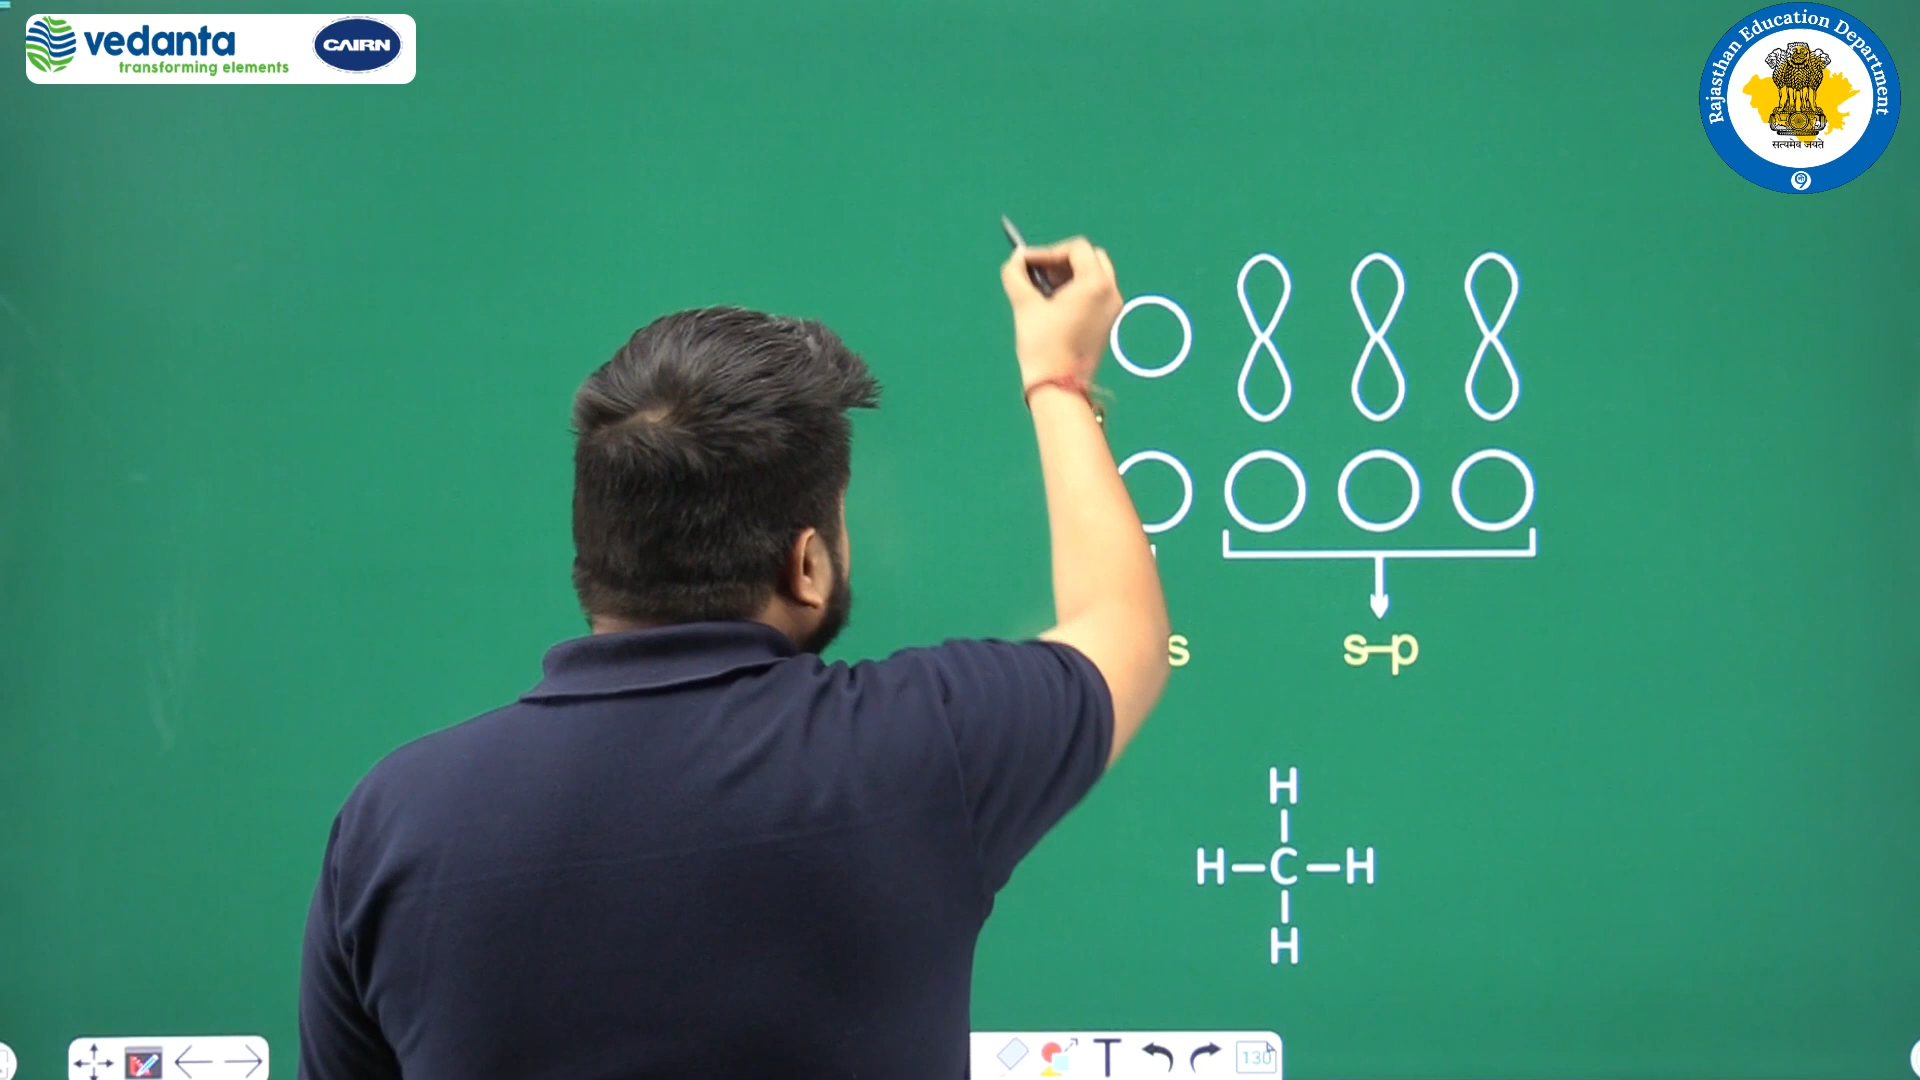 vedanta
transforming elements
CAIRN
Rajasthan Education Department
सत्यमेव जयते
s s–p
H
H–C–H
H
T
130